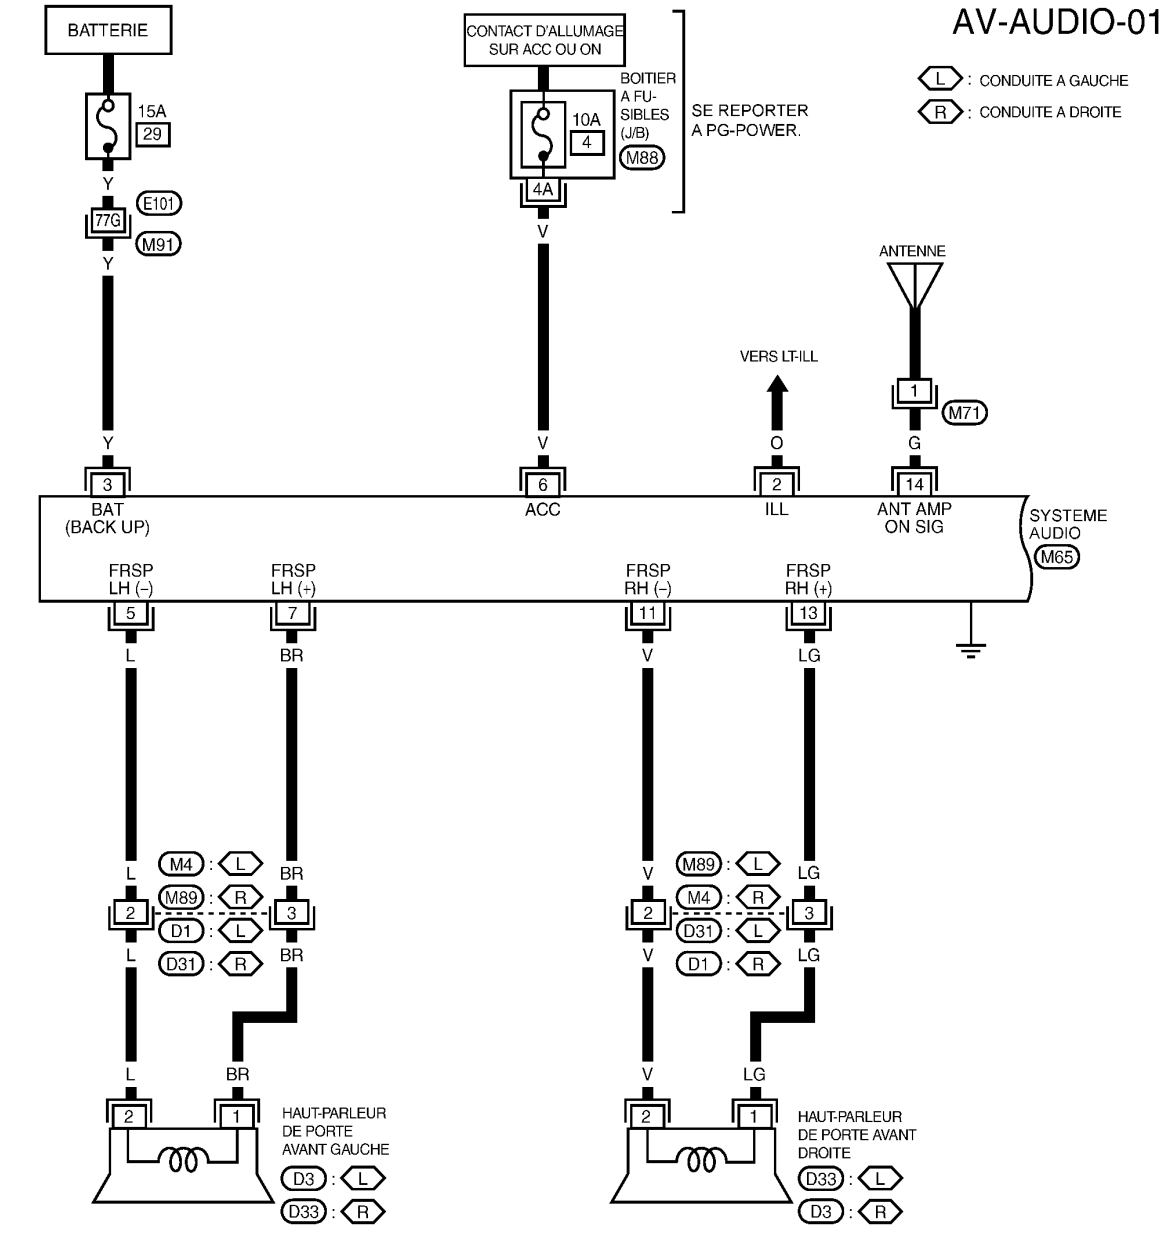 AV-AUDIO-01
BATTERIE
CONTACT D'ALLUMAGE
SUR ACC OU ON
L : CONDUITE A GAUCHE
R : CONDUITE A DROITE
15A
29
10A
4
BOITIER
A FU-
SIBLES
(J/B)
M88
SE REPORTER
A PG-POWER.
Y
4A
77G
E101
M91
V
Y
ANTENNE
VERS LT-ILL
1
M71
Y
V
O
G
3
6
2
14
BAT
(BACK UP)
ACC
ILL
ANT AMP
ON SIG
SYSTEME
AUDIO
M65
FRSP
LH (–)
FRSP
LH (+)
FRSP
RH (–)
FRSP
RH (+)
5
7
11
13
L
BR
V
LG
M4 : L
M89 : R
D1 : L
D31 : R
M89 : L
M4 : R
D31 : L
D1 : R
L
BR
V
LG
2
3
2
3
L
BR
V
LG
L
BR
V
LG
2
1
2
1
HAUT-PARLEUR
DE PORTE
AVANT GAUCHE
D3 : L
D33 : R
HAUT-PARLEUR
DE PORTE AVANT
DROITE
D33 : L
D3 : R